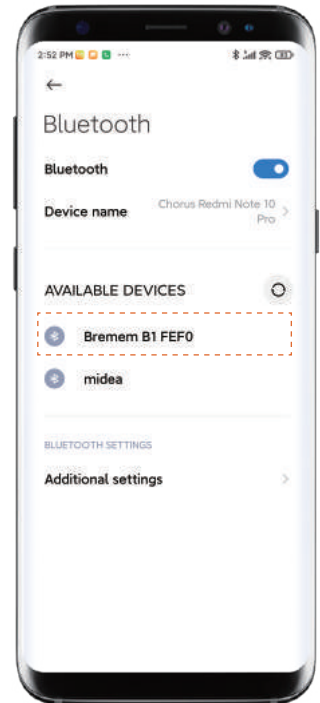 2:52 PM ···
Bluetooth
Bluetooth
Device name
Chorus Redmi Note 10
Pro
AVAILABLE DEVICES
Bremem B1 FEF0
midea
BLUETOOTH SETTINGS
Additional settings